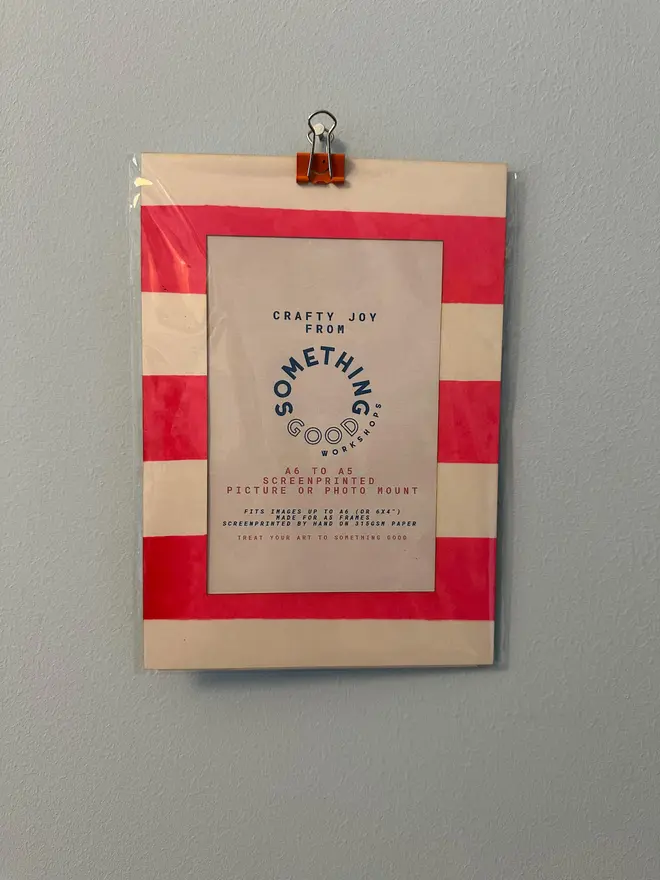 CRAFTY JOY
FROM
SOMETHING
GOOD
WORKSHOPS
A6 TO A5
SCREENPRINTED
PICTURE OR PHOTO MOUNT
FITS IMAGES UP TO A6 (OR 6X4")
MADE FOR A5 FRAMES
SCREENPRINTED BY HAND ON 315GSM PAPER
TREAT YOUR ART TO SOMETHING GOOD